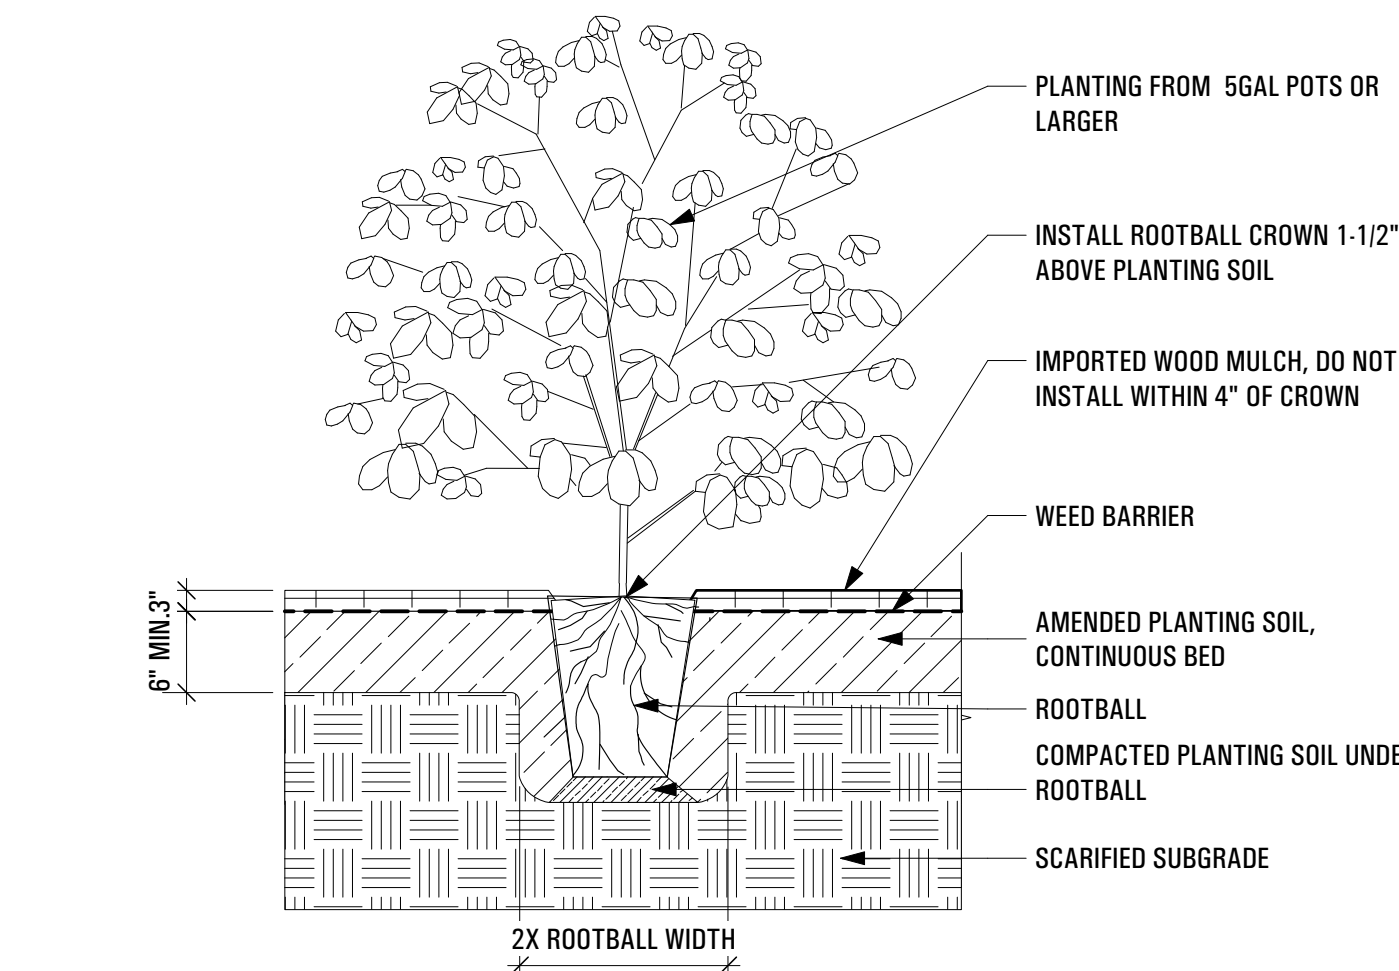 PLANTING FROM 5GAL POTS OR
LARGER
INSTALL ROOTBALL CROWN 1-1/2"
ABOVE PLANTING SOIL
IMPORTED WOOD MULCH, DO NOT
INSTALL WITHIN 4" OF CROWN
WEED BARRIER
6" MIN.3"
AMENDED PLANTING SOIL,
CONTINUOUS BED
ROOTBALL
COMPACTED PLANTING SOIL UNDE
ROOTBALL
SCARIFIED SUBGRADE
2X ROOTBALL WIDTH